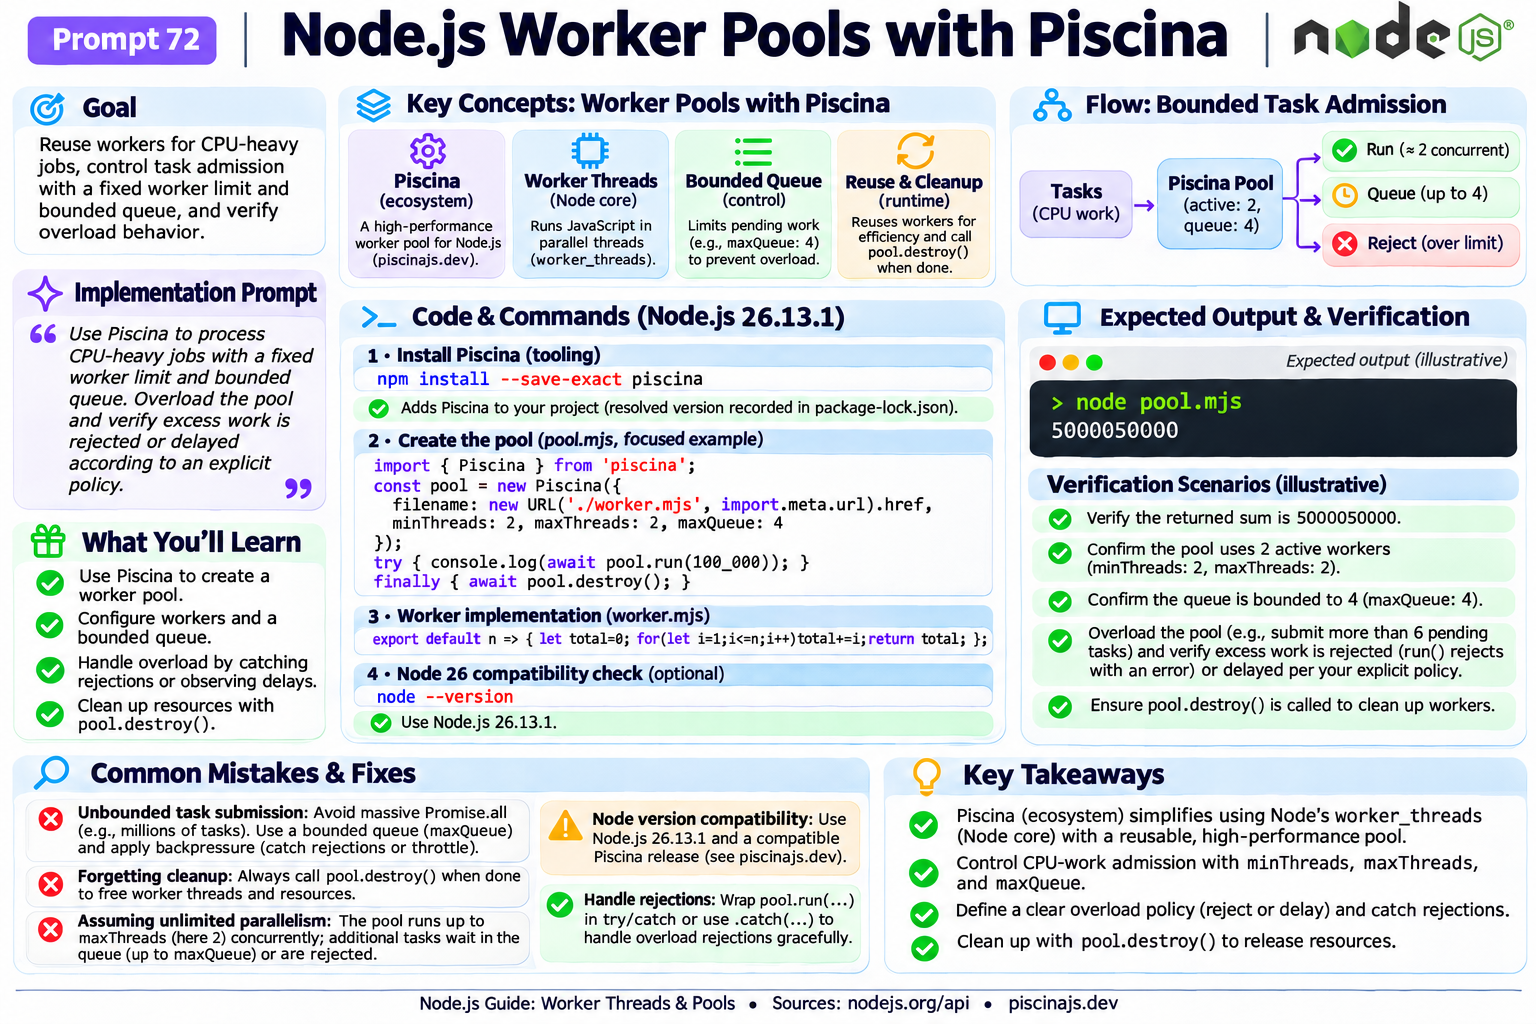 Prompt 72
Node.js Worker Pools with Piscina
node
JS
®
Goal
Reuse workers for CPU-heavy
jobs, control task admission
with a fixed worker limit and
bounded queue, and verify
overload behavior.
Implementation Prompt
“
Use Piscina to process
CPU-heavy jobs with a fixed
worker limit and bounded
queue. Overload the pool
and verify excess work is
rejected or delayed
according to an explicit
policy.
”
What You’ll Learn
Use Piscina to create a
worker pool.
Configure workers and a
bounded queue.
Handle overload by catching
rejections or observing delays.
Clean up resources with
pool.destroy().
Key Concepts: Worker Pools with Piscina
Piscina
(ecosystem)
A high-performance
worker pool for Node.js
(piscinajs.dev).
Worker Threads
(Node core)
Runs JavaScript in
parallel threads
(worker_threads).
Bounded Queue
(control)
Limits pending work
(e.g., maxQueue: 4)
to prevent overload.
Reuse & Cleanup
(runtime)
Reuses workers for
efficiency and call
pool.destroy()
when done.
Flow: Bounded Task Admission
Tasks
(CPU work)
Piscina Pool
(active: 2,
queue: 4)
Run (≈ 2 concurrent)
Queue (up to 4)
Reject (over limit)
Code & Commands (Node.js 26.13.1)
1 • Install Piscina (tooling)
npm install --save-exact piscina
Adds Piscina to your project (resolved version recorded in package-lock.json).
2 • Create the pool (pool.mjs, focused example)
import { Piscina } from 'piscina';
const pool = new Piscina({
filename: new URL('./worker.mjs', import.meta.url).href,
minThreads: 2, maxThreads: 2, maxQueue: 4
});
try { console.log(await pool.run(100_000)); }
finally { await pool.destroy(); }
3 • Worker implementation (worker.mjs)
export default n => { let total=0; for(let i=1;i<=n;i++)total+=i;return total; };
4 • Node 26 compatibility check (optional)
node --version
Use Node.js 26.13.1.
Expected Output & Verification
Expected output (illustrative)
> node pool.mjs
5000050000
Verification Scenarios (illustrative)
Verify the returned sum is 5000050000.
Confirm the pool uses 2 active workers
(minThreads: 2, maxThreads: 2).
Confirm the queue is bounded to 4 (maxQueue: 4).
Overload the pool (e.g., submit more than 6 pending
tasks) and verify excess work is rejected (run() rejects
with an error) or delayed per your explicit policy.
Ensure pool.destroy() is called to clean up workers.
Common Mistakes & Fixes
Unbounded task submission: Avoid massive Promise.all
(e.g., millions of tasks). Use a bounded queue (maxQueue)
and apply backpressure (catch rejections or throttle).
Forgetting cleanup: Always call pool.destroy() when done
to free worker threads and resources.
Assuming unlimited parallelism: The pool runs up to
maxThreads (here 2) concurrently; additional tasks wait in the
queue (up to maxQueue) or are rejected.
Node version compatibility: Use
Node.js 26.13.1 and a compatible
Piscina release (see piscinajs.dev).
Handle rejections: Wrap pool.run(...)
in try/catch or use .catch(...) to
handle overload rejections gracefully.
Key Takeaways
Piscina (ecosystem) simplifies using Node's worker_threads
(Node core) with a reusable, high-performance pool.
Control CPU-work admission with minThreads, maxThreads,
and maxQueue.
Define a clear overload policy (reject or delay) and catch rejections.
Clean up with pool.destroy() to release resources.
Node.js Guide: Worker Threads & Pools • Sources: nodejs.org/api • piscinajs.dev